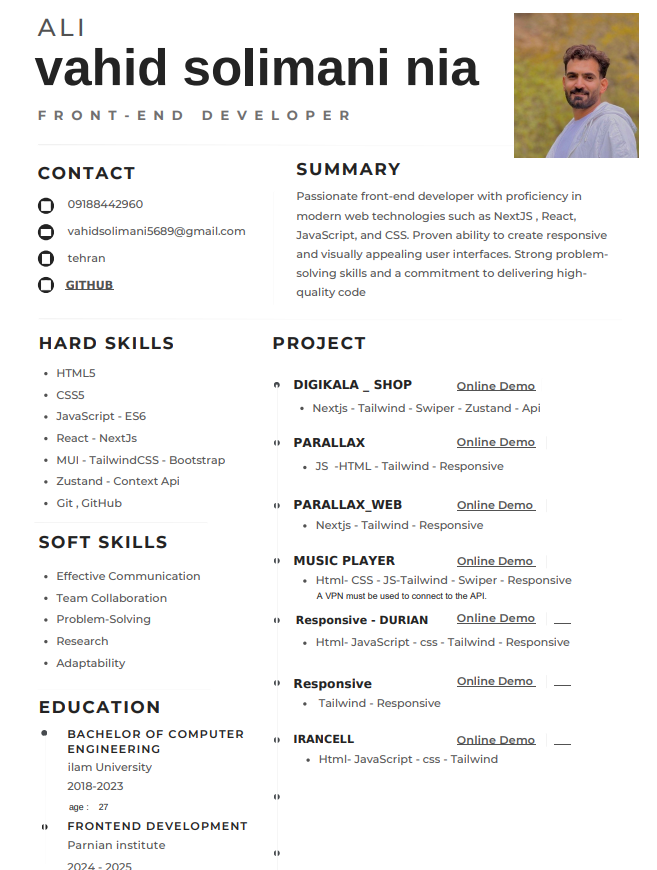 ALI
vahid solimani nia
FRONT-END DEVELOPER
CONTACT
09188442960
vahidsolimani5689@gmail.com
tehran
GITHUB
SUMMARY
Passionate front-end developer with proficiency in
modern web technologies such as NextJS , React,
JavaScript, and CSS. Proven ability to create responsive
and visually appealing user interfaces. Strong problem-
solving skills and a commitment to delivering high-
quality code
HARD SKILLS
• HTML5
• CSS5
• JavaScript - ES6
• React - NextJs
• MUI - TailwindCSS - Bootstrap
• Zustand - Context Api
• Git , GitHub
SOFT SKILLS
• Effective Communication
• Team Collaboration
• Problem-Solving
• Research
• Adaptability
EDUCATION
BACHELOR OF COMPUTER
ENGINEERING
ilam University
2018-2023
age : 27
FRONTEND DEVELOPMENT
Parnian institute
2024 - 2025
PROJECT
DIGIKALA _ SHOP Online Demo
• Nextjs - Tailwind - Swiper - Zustand - Api
PARALLAX Online Demo
• JS -HTML - Tailwind - Responsive
PARALLAX_WEB Online Demo
• Nextjs - Tailwind - Responsive
MUSIC PLAYER Online Demo
• Html- CSS - JS-Tailwind - Swiper - Responsive
A VPN must be used to connect to the API.
Responsive - DURIAN Online Demo
• Html- JavaScript - css - Tailwind - Responsive
Responsive Online Demo
• Tailwind - Responsive
IRANCELL Online Demo
• Html- JavaScript - css - Tailwind